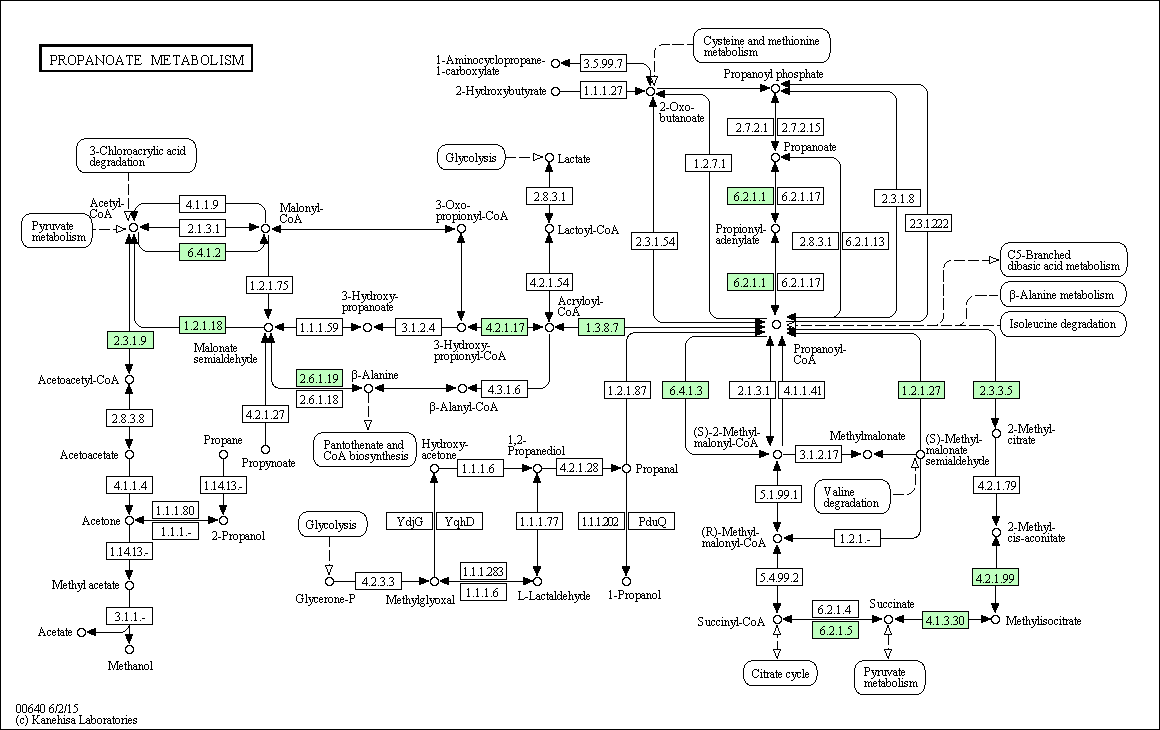 PROPANOATE METABOLISM
Cysteine and methionine
metabolism
1-Aminocyclopropane-
1-carboxylate
3.5.99.7
Propanoyl phosphate
2-Hydroxybutyrate
1.1.1.27
2-Oxo-
butanoate
2.7.2.1
2.7.2.15
3-Chloroacrylic acid
degradation
Glycolysis
Lactate
1.2.7.1
Propanoate
Acetyl-
CoA
4.1.1.9
Malonyl-
CoA
3-Oxo-
propionyl-CoA
2.8.3.1
6.2.1.1
6.2.1.17
2.3.1.8
Pyruvate
metabolism
2.1.3.1
Lactoyl-CoA
Propionyl-
adenylate
2.3.1.222
6.4.1.2
2.3.1.54
2.8.3.1
6.2.1.13
C5-Branched
dibasic acid metabolism
1.2.1.75
4.2.1.54
6.2.1.1
6.2.1.17
β-Alanine metabolism
3-Hydroxy-
propanoate
Acryloyl-
CoA
1.2.1.18
1.1.1.59
3.1.2.4
4.2.1.17
1.3.8.7
Isoleucine degradation
2.3.1.9
Malonate
semialdehyde
3-Hydroxy-
propionyl-CoA
Propanoyl-
CoA
Acetoacetyl-CoA
2.6.1.19
2.6.1.18
β-Alanine
β-Alanyl-CoA
4.3.1.6
1.2.1.87
6.4.1.3
2.1.3.1
4.1.1.41
1.2.1.27
2.3.3.5
2.8.3.8
4.2.1.27
Pantothenate and
CoA biosynthesis
Hydroxy-
acetone
1,2-
Propanediol
(S)-2-Methyl-
malonyl-CoA
Methylmalonate
(S)-Methyl-
malonate
semialdehyde
2-Methyl-
citrate
Acetoacetate
Propane
Propynoate
1.1.1.6
4.2.1.28
Propanal
3.1.2.17
4.1.1.4
1.14.13.-
5.1.99.1
Valine
degradation
4.2.1.79
Acetone
1.1.1.80
1.1.1.-
2-Propanol
Glycolysis
YdjG
YqhD
1.1.1.77
1.1.1.202
PduQ
(R)-Methyl-
malonyl-CoA
1.2.1.-
2-Methyl-
cis-aconitate
1.14.13.-
Methyl acetate
4.2.3.3
1.1.1.283
1.1.1.6
5.4.99.2
4.2.1.99
Glycerone-P
Methylglyoxal
L-Lactaldehyde
1-Propanol
3.1.1.-
Acetate
Succinyl-CoA
6.2.1.4
6.2.1.5
Succinate
4.1.3.30
Methylisocitrate
Methanol
Citrate cycle
Pyruvate
metabolism
00640 6/2/15
(c) Kanehisa Laboratories